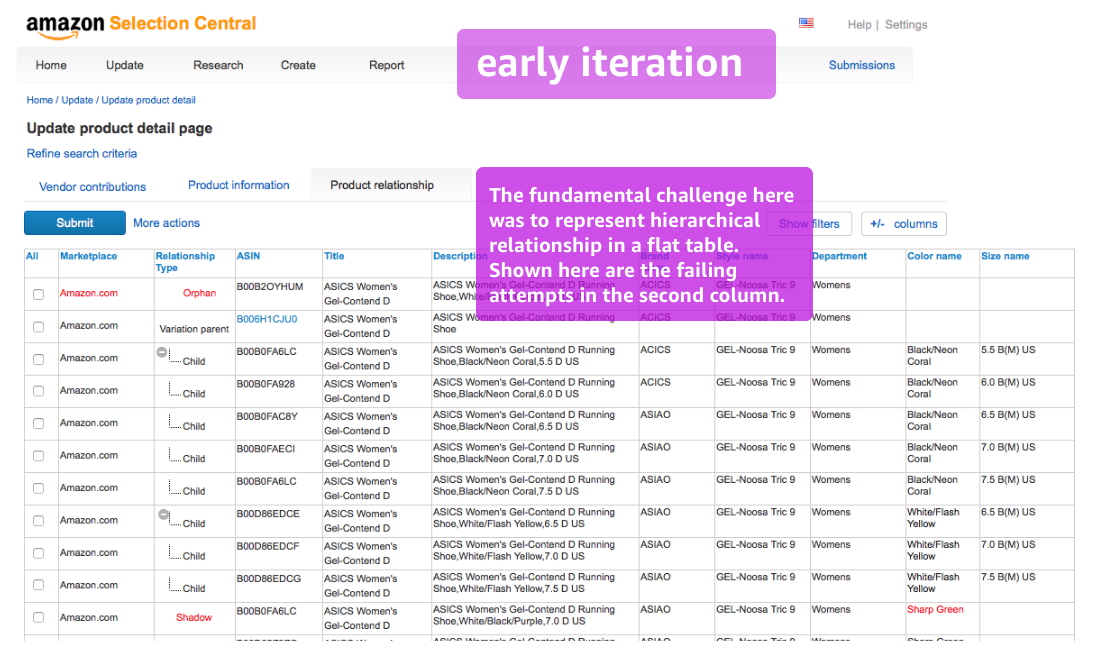 amazon Selection Central
Help | Settings
early iteration
Home Update Research Create Report Submissions
Home / Update / Update product detail
Update product detail page
Refine search criteria
Vendor contributions Product information Product relationship
The fundamental challenge here
was to represent hierarchical
relationship in a flat table.
Shown here are the failing
attempts in the second column.
Submit More actions Show filters +/- columns
All Marketplace Relationship Type ASIN Title Description Brand Style name Department Color name Size name
Amazon.com Orphan B00B2OYHUM ASICS Women's Gel-Contend D ASICS Women's Gel-Contend D Running Shoe, ACICS GEL-Noosa Tric 9 Womens
Amazon.com Variation parent B006H1CJU0 ASICS Women's Gel-Contend D ASICS Women's Gel-Contend D Running Shoe ACICS GEL-Noosa Tric 9 Womens
Amazon.com Child B00B0FA6LC ASICS Women's Gel-Contend D ASICS Women's Gel-Contend D Running Shoe,Black/Neon Coral,5.5 D US ACICS GEL-Noosa Tric 9 Womens Black/Neon Coral 5.5 B(M) US
Amazon.com Child B00B0FA928 ASICS Women's Gel-Contend D ASICS Women's Gel-Contend D Running Shoe,Black/Neon Coral,6.0 D US ACICS GEL-Noosa Tric 9 Womens Black/Neon Coral 6.0 B(M) US
Amazon.com Child B00B0FAC8Y ASICS Women's Gel-Contend D ASICS Women's Gel-Contend D Running Shoe,Black/Neon Coral,6.5 D US ASIAO GEL-Noosa Tric 9 Womens Black/Neon Coral 6.5 B(M) US
Amazon.com Child B00B0FAECI ASICS Women's Gel-Contend D ASICS Women's Gel-Contend D Running Shoe,Black/Neon Coral,7.0 D US ASIAO GEL-Noosa Tric 9 Womens Black/Neon Coral 7.0 B(M) US
Amazon.com Child B00B0FA6LC ASICS Women's Gel-Contend D ASICS Women's Gel-Contend D Running Shoe,Black/Neon Coral,7.5 D US ASIAO GEL-Noosa Tric 9 Womens Black/Neon Coral 7.5 B(M) US
Amazon.com Child B00D86EDCE ASICS Women's Gel-Contend D ASICS Women's Gel-Contend D Running Shoe,White/Flash Yellow,6.5 D US ASIAO GEL-Noosa Tric 9 Womens White/Flash Yellow 6.5 B(M) US
Amazon.com Child B00D86EDCF ASICS Women's Gel-Contend D ASICS Women's Gel-Contend D Running Shoe,White/Flash Yellow,7.0 D US ASIAO GEL-Noosa Tric 9 Womens White/Flash Yellow 7.0 B(M) US
Amazon.com Child B00D86EDCG ASICS Women's Gel-Contend D ASICS Women's Gel-Contend D Running Shoe,White/Flash Yellow,7.5 D US ASIAO GEL-Noosa Tric 9 Womens White/Flash Yellow 7.5 B(M) US
Amazon.com Shadow B00B0FA6LC ASICS Women's Gel-Contend D ASICS Women's Gel-Contend D Running Shoe,White/Black/Purple,7.0 D US ASIAO GEL-Noosa Tric 9 Womens Sharp Green